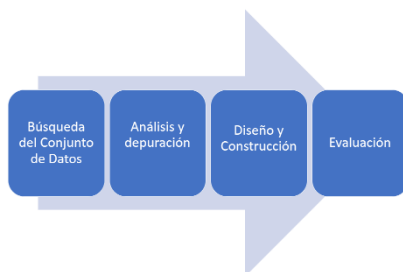 Búsqueda
del Conjunto
de Datos
Análisis y
depuración
Diseño y
Construcción
Evaluación